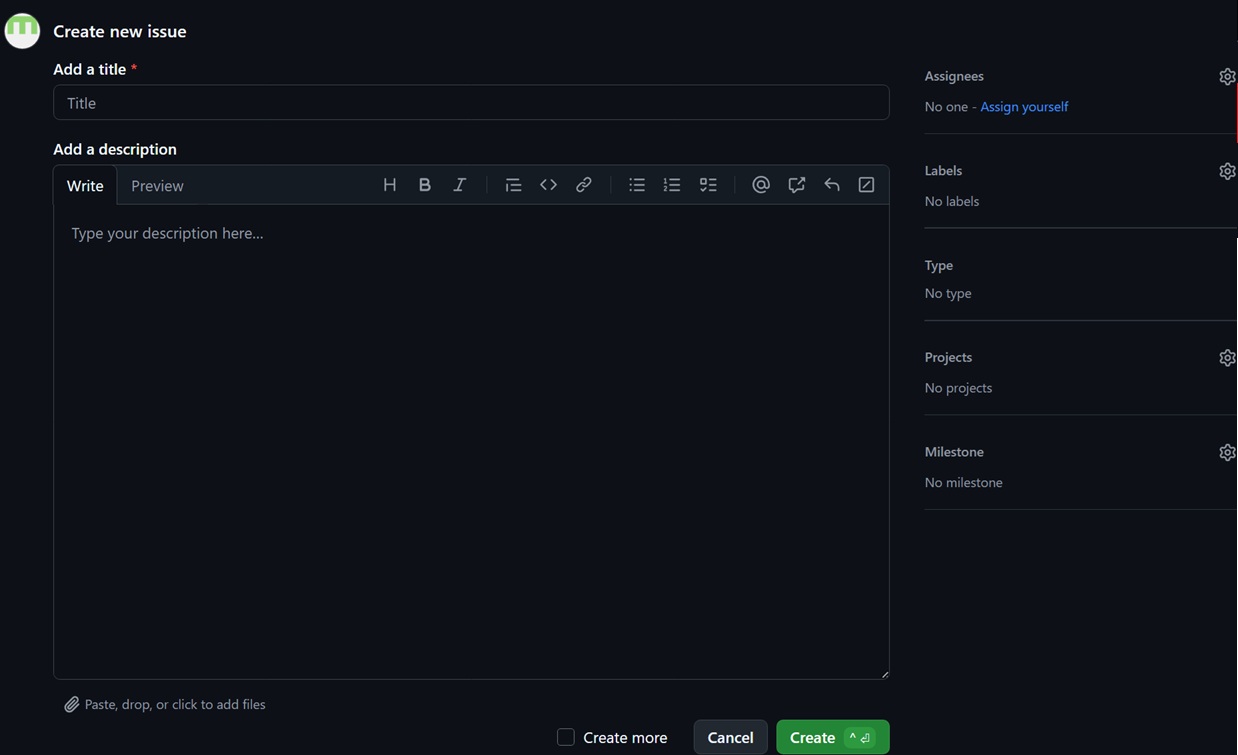 Create new issue
Add a title *
Title
Add a description
Write Preview
Type your description here...
Paste, drop, or click to add files
Create more Cancel Create
Assignees
No one - Assign yourself
Labels
No labels
Type
No type
Projects
No projects
Milestone
No milestone